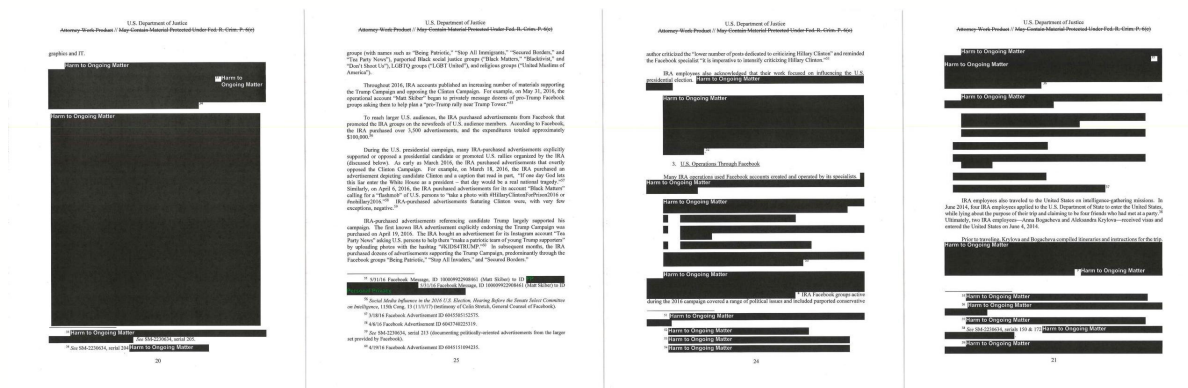 U.S. Department of Justice
Attorney Work Product // May Contain Material Protected Under Fed. R. Crim. P. 6(e)
graphics and IT.
Harm to Ongoing Matter
Harm to
Ongoing Matter
Harm to Ongoing Matter
Harm to Ongoing Matter
See SM-2230634, serial 205.
See SM-2230634, serial 204 Harm to Ongoing Matter
20
U.S. Department of Justice
Attorney Work Product // May Contain Material Protected Under Fed. R. Crim. P. 6(e)
groups (with names such as "Being Patriotic," "Stop All Immigrants," "Secured Borders," and
"Tea Party News"), purported Black social justice groups ("Black Matters," "Blacktivist," and
"Don't Shoot Us"), LGBTQ groups ("LGBT United"), and religious groups ("United Muslims of
America").
Throughout 2016, IRA accounts published an increasing number of materials supporting
the Trump Campaign and opposing the Clinton Campaign. For example, on May 31, 2016, the
operational account "Matt Skiber" began to privately message dozens of pro-Trump Facebook
groups asking them to help plan a "pro-Trump rally near Trump Tower."
To reach larger U.S. audiences, the IRA purchased advertisements from Facebook that
promoted the IRA groups on the newsfeeds of U.S. audience members. According to Facebook,
the IRA purchased over 3,500 advertisements, and the expenditures totaled approximately
$100,000.
During the U.S. presidential campaign, many IRA-purchased advertisements explicitly
supported or opposed a presidential candidate or promoted U.S. rallies organized by the IRA
(discussed below). As early as March 2016, the IRA purchased advertisements that overtly
opposed the Clinton Campaign. For example, on March 18, 2016, the IRA purchased an
advertisement depicting candidate Clinton and a caption that read in part, "If one day God lets
this liar enter the White House as a president – that day would be a real national tragedy."
Similarly, on April 6, 2016, the IRA purchased advertisements for its account "Black Matters"
calling for a "flashmob" of U.S. persons to "take a photo with #HillaryClintonForPrison2016 or
#nohillary2016." IRA-purchased advertisements featuring Clinton were, with very few
exceptions, negative.
IRA-purchased advertisements referencing candidate Trump largely supported his
campaign. The first known IRA advertisement explicitly endorsing the Trump Campaign was
purchased on April 19, 2016. The IRA bought an advertisement for its Instagram account "Tea
Party News" asking U.S. persons to help them "make a patriotic team of young Trump supporters"
by uploading photos with the hashtag "#KIDS4TRUMP." In subsequent months, the IRA
purchased dozens of advertisements supporting the Trump Campaign, predominantly through the
Facebook groups "Being Patriotic," "Stop All Invaders," and "Secured Borders."
5/31/16 Facebook Message, ID 100009922908461 (Matt Skiber) to ID
5/31/16 Facebook Message, ID 100009922908461 (Matt Skiber) to ID
Social Media Influence in the 2016 U.S. Election, Hearing Before the Senate Select Committee
on Intelligence, 115th Cong. 13 (11/1/17) (testimony of Colin Stretch, General Counsel of Facebook).
3/18/16 Facebook Advertisement ID 6045505152575.
4/6/16 Facebook Advertisement ID 6043740225319.
See SM-2230634, serial 213 (documenting politically-oriented advertisements from the larger
set provided by Facebook).
4/19/16 Facebook Advertisement ID 6045151094235.
25
U.S. Department of Justice
Attorney Work Product // May Contain Material Protected Under Fed. R. Crim. P. 6(e)
author criticized the "lower number of posts dedicated to criticizing Hillary Clinton" and reminded
the Facebook specialist "it is imperative to intensify criticizing Hillary Clinton."
IRA employees also acknowledged that their work focused on influencing the U.S.
presidential election. Harm to Ongoing Matter
Harm to Ongoing Matter
3. U.S. Operations Through Facebook
Many IRA operations used Facebook accounts created and operated by its specialists.
Harm to Ongoing Matter
Harm to Ongoing Matter
Harm to Ongoing Matter
IRA Facebook groups active
during the 2016 campaign covered a range of political issues and included purported conservative
Harm to Ongoing Matter
Harm to Ongoing Matter
Harm to Ongoing Matter
Harm to Ongoing Matter
24
U.S. Department of Justice
Attorney Work Product // May Contain Material Protected Under Fed. R. Crim. P. 6(e)
Harm to Ongoing Matter
Harm to Ongoing Matter
Harm to Ongoing Matter
IRA employees also traveled to the United States on intelligence-gathering missions. In
June 2014, four IRA employees applied to the U.S. Department of State to enter the United States,
while lying about the purpose of their trip and claiming to be four friends who had met at a party.
Ultimately, two IRA employees—Anna Bogacheva and Aleksandra Krylova—received visas and
entered the United States on June 4, 2014.
Prior to traveling, Krylova and Bogacheva compiled itineraries and instructions for the trip.
Harm to Ongoing Matter
Harm to Ongoing Matter
Harm to Ongoing Matter
Harm to Ongoing Matter
Harm to Ongoing Matter
See SM-2230634, serials 150 & 172 Harm to Ongoing Matter
Harm to Ongoing Matter
21